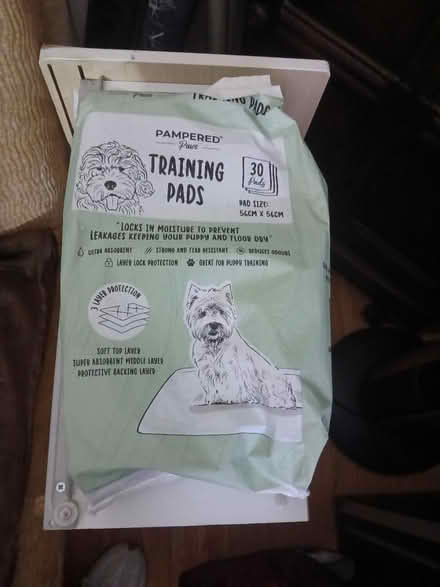 TRAINING PADS
PAMPERED®
Paws
TRAINING
PADS
30
Pads
PAD SIZE:
56CM X 56CM
"LOCKS IN MOISTURE TO PREVENT
LEAKAGES KEEPING YOUR PUPPY AND FLOOR DRY"
ULTRA ABSORBENT
STRONG AND TEAR RESISTANT
REDUCES ODOURS
LAYER LOCK PROTECTION
GREAT FOR PUPPY TRAINING
3 LAYER PROTECTION
SOFT TOP LAYER
SUPER ABSORBENT MIDDLE LAYER
PROTECTIVE BACKING LAYER